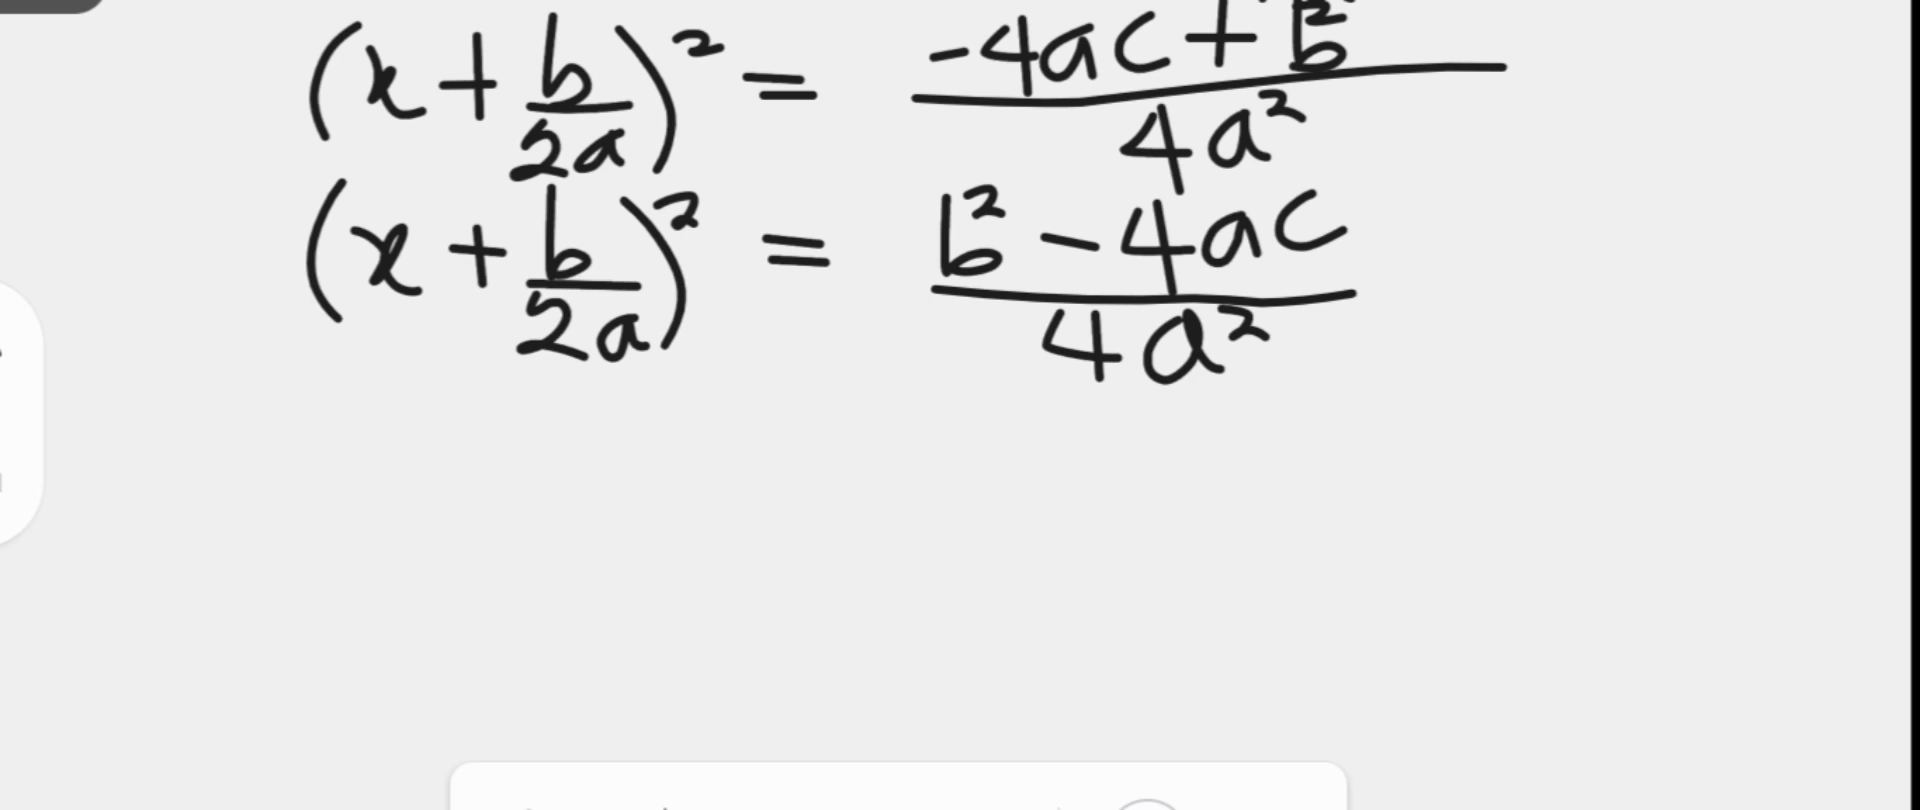 (x + b/2a)² = (-4ac + b²)/4a²
(x + b/2a)² = (b² - 4ac)/4a²